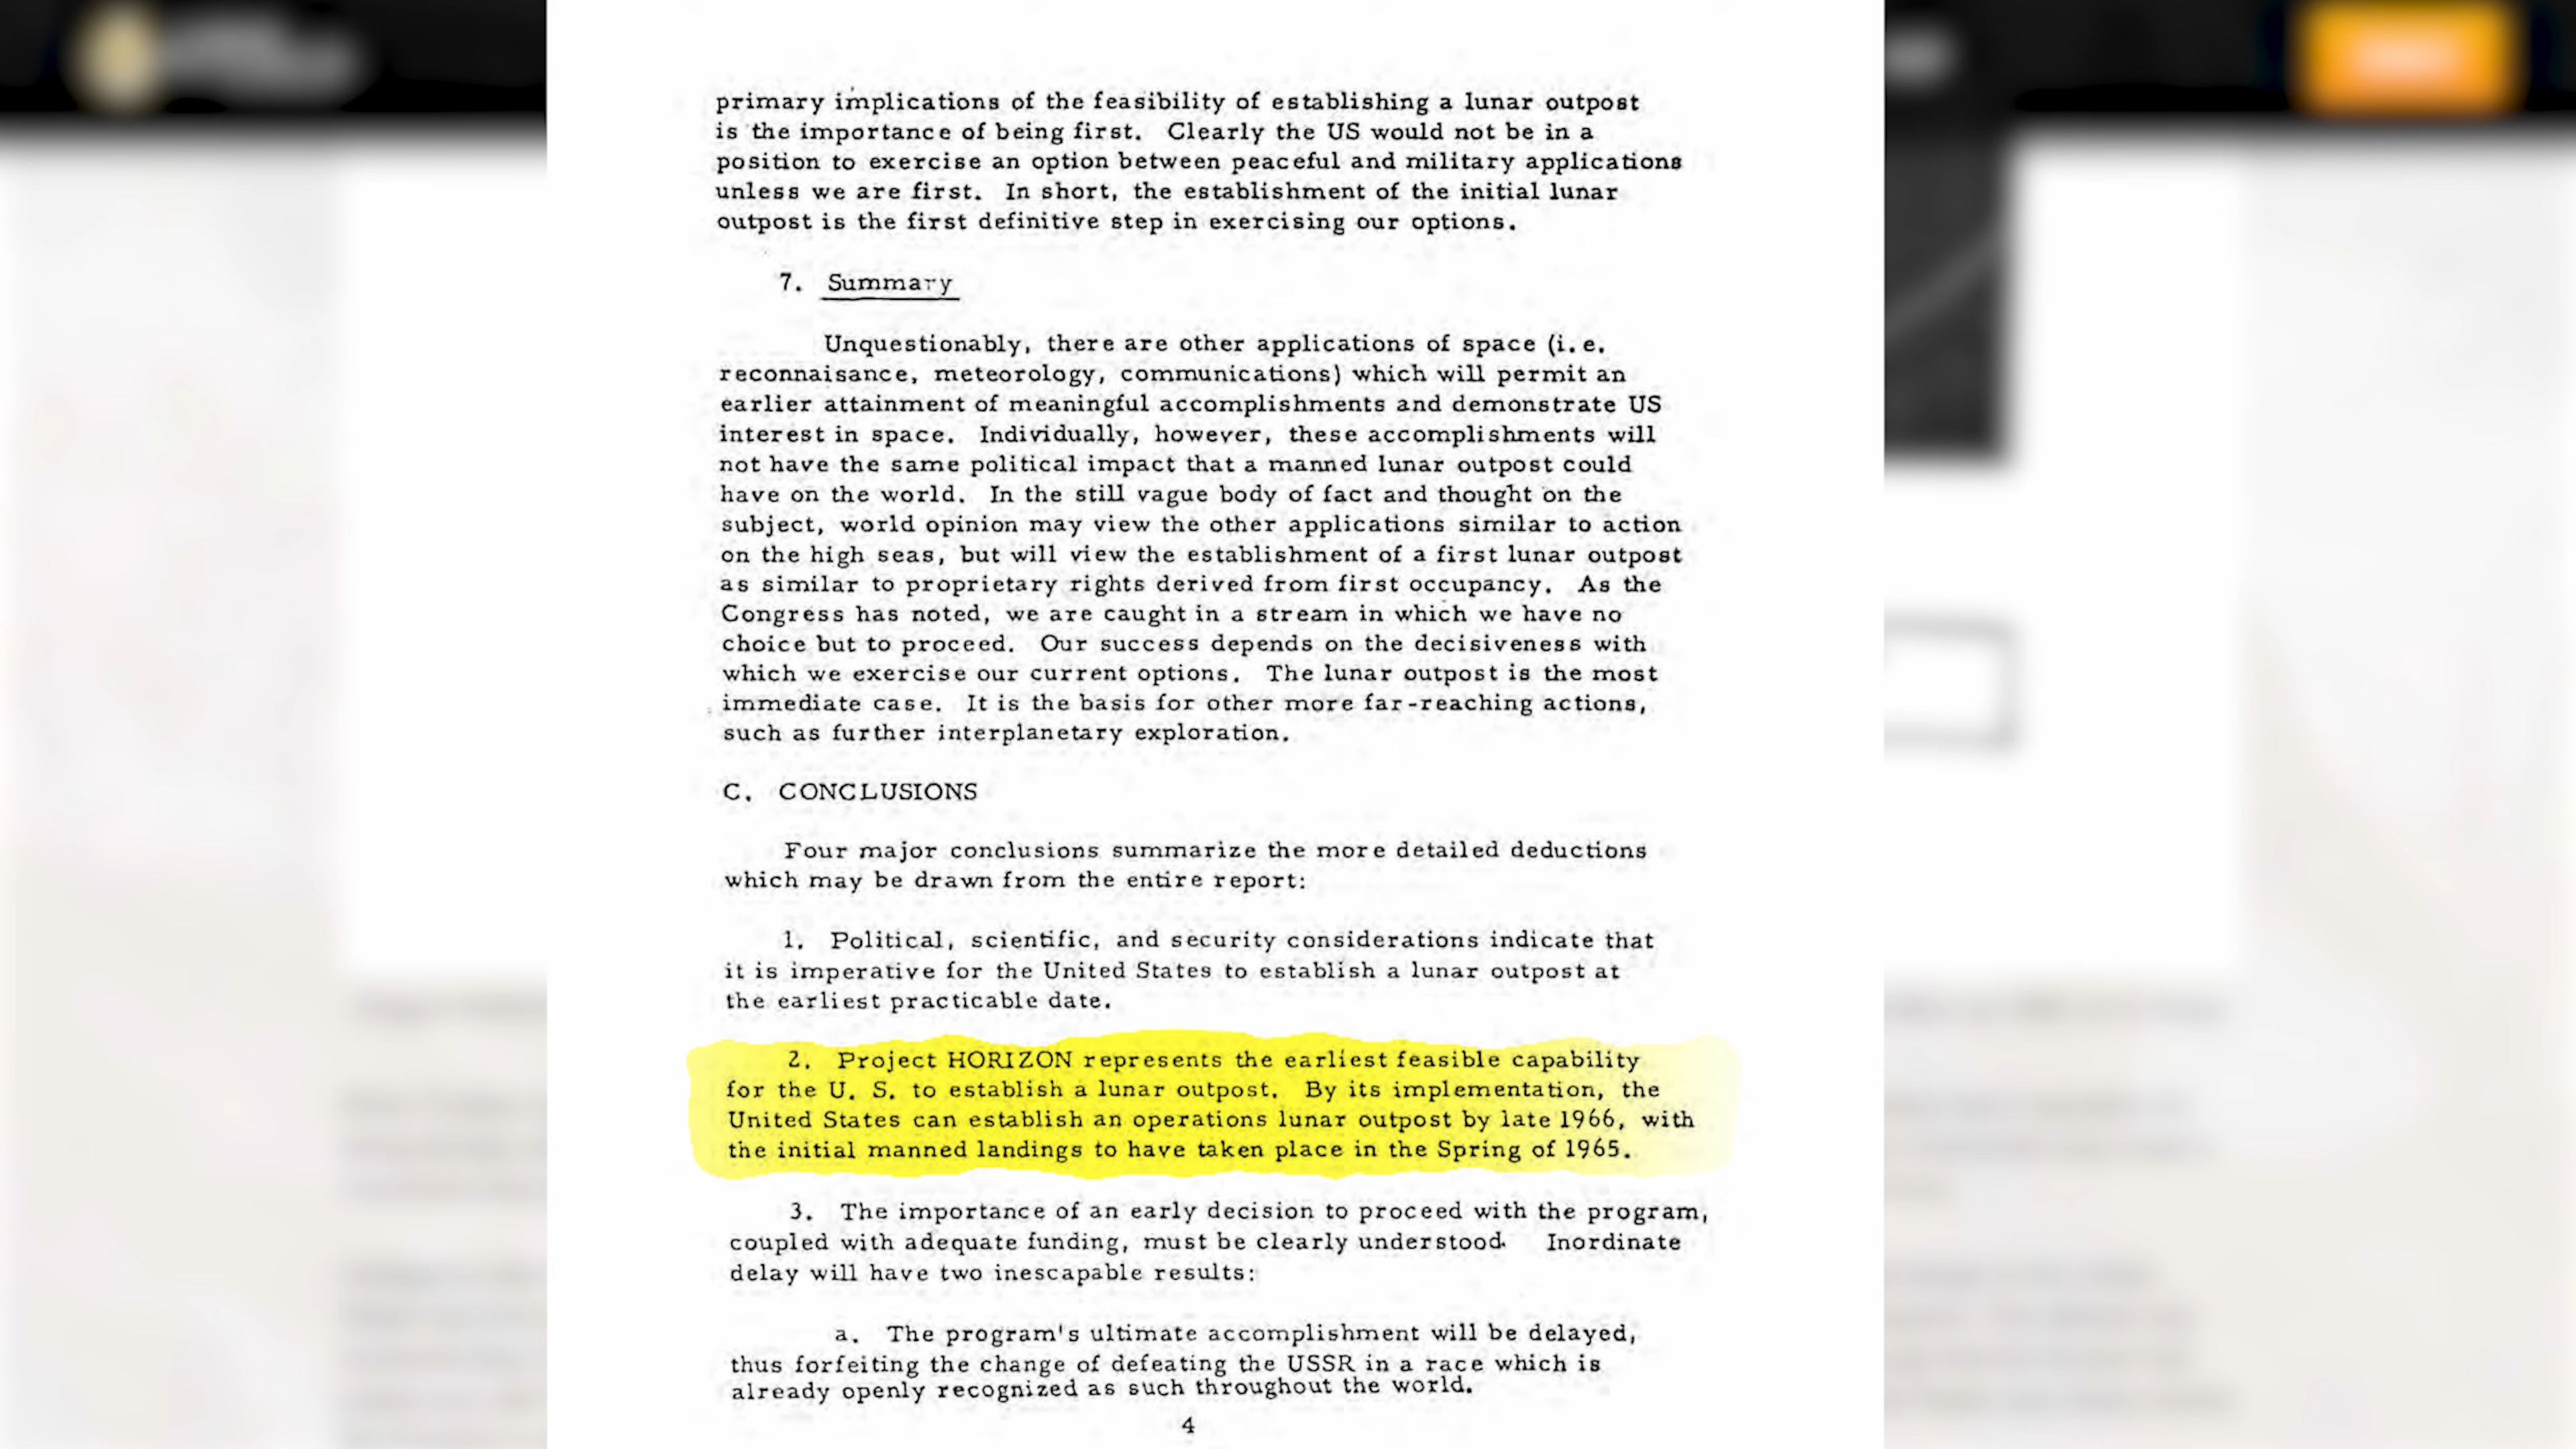 primary implications of the feasibility of establishing a lunar outpost
is the importance of being first. Clearly the US would not be in a
position to exercise an option between peaceful and military applications
unless we are first. In short, the establishment of the initial lunar
outpost is the first definitive step in exercising our options.
7. Summary
Unquestionably, there are other applications of space (i. e.
reconnaisance, meteorology, communications) which will permit an
earlier attainment of meaningful accomplishments and demonstrate US
interest in space. Individually, however, these accomplishments will
not have the same political impact that a manned lunar outpost could
have on the world. In the still vague body of fact and thought on the
subject, world opinion may view the other applications similar to action
on the high seas, but will view the establishment of a first lunar outpost
as similar to proprietary rights derived from first occupancy. As the
Congress has noted, we are caught in a stream in which we have no
choice but to proceed. Our success depends on the decisiveness with
which we exercise our current options. The lunar outpost is the most
immediate case. It is the basis for other more far-reaching actions,
such as further interplanetary exploration.
C. CONCLUSIONS
Four major conclusions summarize the more detailed deductions
which may be drawn from the entire report:
1. Political, scientific, and security considerations indicate that
it is imperative for the United States to establish a lunar outpost at
the earliest practicable date.
2. Project HORIZON represents the earliest feasible capability
for the U. S. to establish a lunar outpost. By its implementation, the
United States can establish an operations lunar outpost by late 1966, with
the initial manned landings to have taken place in the Spring of 1965.
3. The importance of an early decision to proceed with the program,
coupled with adequate funding, must be clearly understood. Inordinate
delay will have two inescapable results:
a. The program's ultimate accomplishment will be delayed,
thus forfeiting the change of defeating the USSR in a race which is
already openly recognized as such throughout the world.
4